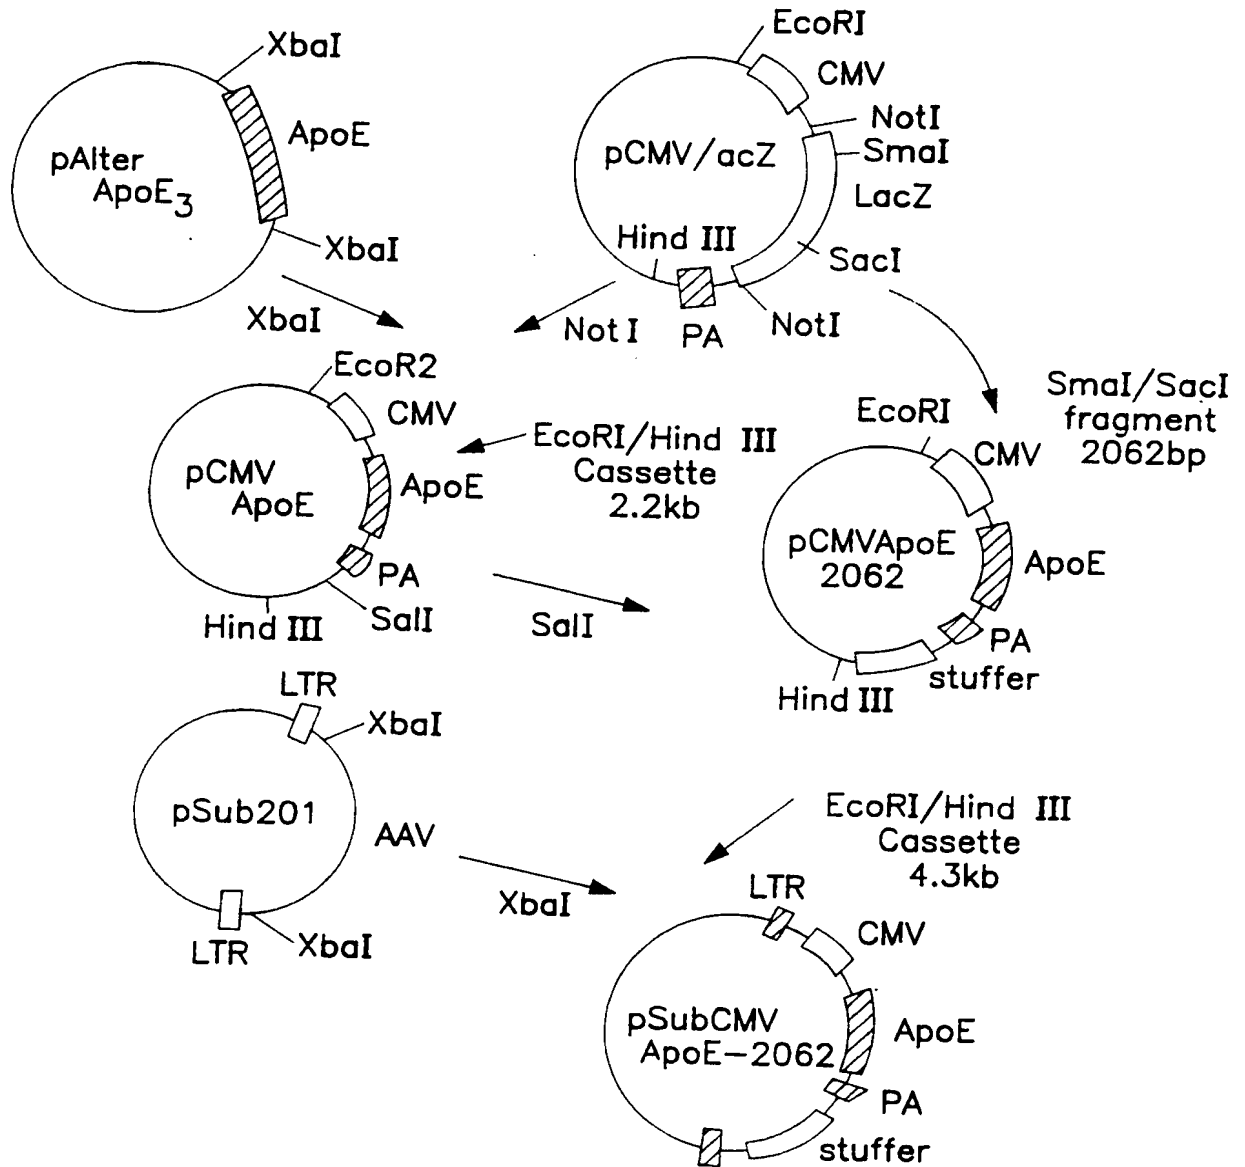 XbaI
ApoE
pAlter
ApoE3
XbaI
XbaI
EcoRI
CMV
NotI
SmaI
pCMV/acZ
LacZ
Hind III
SacI
NotI
PA
Not I
EcoR2
CMV
pCMV
ApoE
ApoE
EcoRI/Hind III
Cassette
2.2kb
PA
SalI
Hind III
SalI
SmaI/SacI
fragment
2062bp
EcoRI
CMV
pCMVApoE
2062
ApoE
PA
stuffer
Hind III
LTR
XbaI
pSub201
AAV
LTR
XbaI
XbaI
EcoRI/Hind III
Cassette
4.3kb
LTR
CMV
pSubCMV
ApoE-2062
ApoE
PA
stuffer